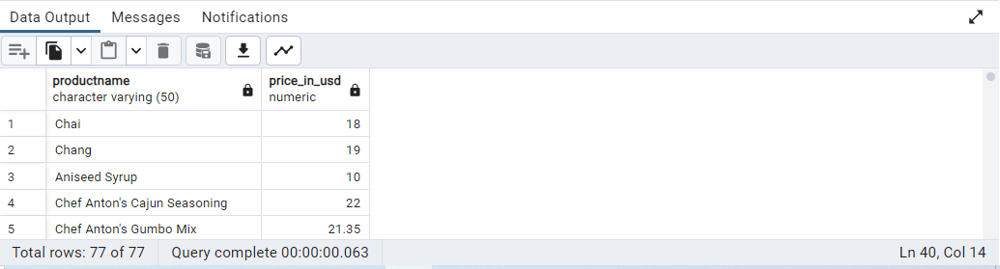 Data Output Messages Notifications
productname price_in_usd
character varying (50) numeric
1 Chai 18
2 Chang 19
3 Aniseed Syrup 10
4 Chef Anton's Cajun Seasoning 22
5 Chef Anton's Gumbo Mix 21.35
Total rows: 77 of 77 Query complete 00:00:00.063 Ln 40, Col 14